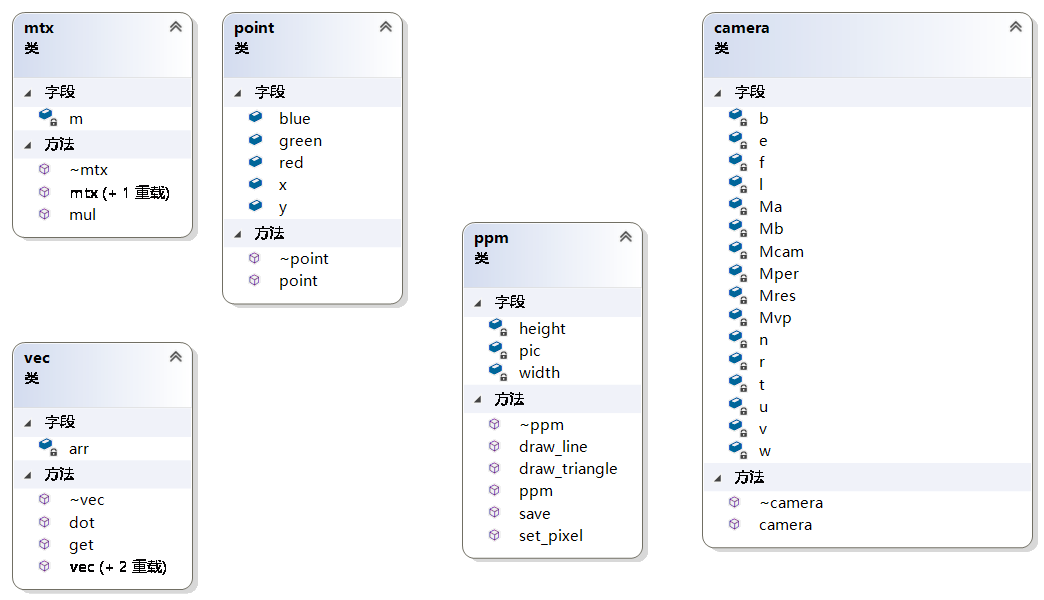 mtx
类
字段
m
方法
~mtx
mtx (+ 1 重载)
mul
point
类
字段
blue
green
red
x
y
方法
~point
point
vec
类
字段
arr
方法
~vec
dot
get
vec (+ 2 重载)
ppm
类
字段
height
pic
width
方法
~ppm
draw_line
draw_triangle
ppm
save
set_pixel
camera
类
字段
b
e
f
l
Ma
Mb
Mcam
Mper
Mres
Mvp
n
r
t
u
v
w
方法
~camera
camera